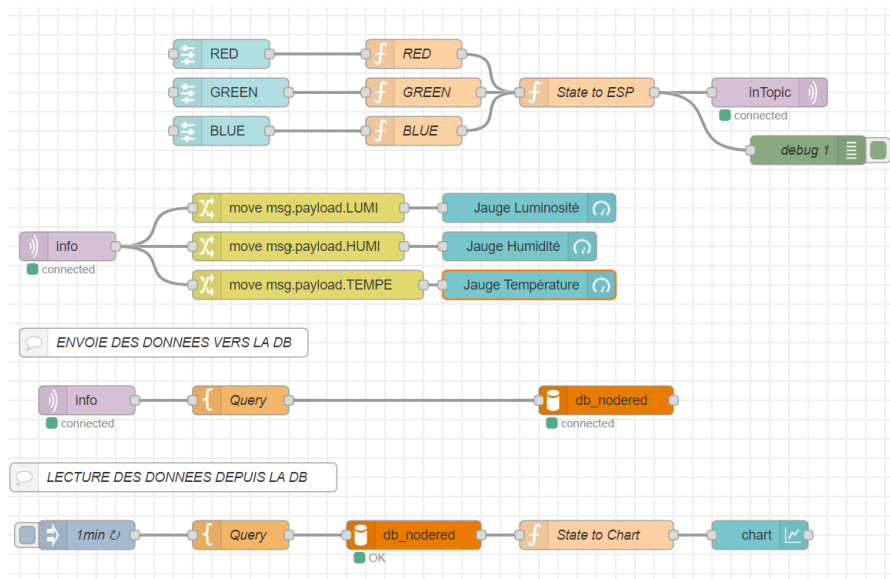 RED
RED
GREEN
GREEN
State to ESP
inTopic
connected
BLUE
BLUE
debug 1
move msg.payload.LUMI
Jauge Luminosité
info
connected
move msg.payload.HUMI
Jauge Humidité
move msg.payload.TEMPE
Jauge Température
ENVOIE DES DONNEES VERS LA DB
info
connected
Query
db_nodered
connected
LECTURE DES DONNEES DEPUIS LA DB
1min ↻
Query
db_nodered
OK
State to Chart
chart